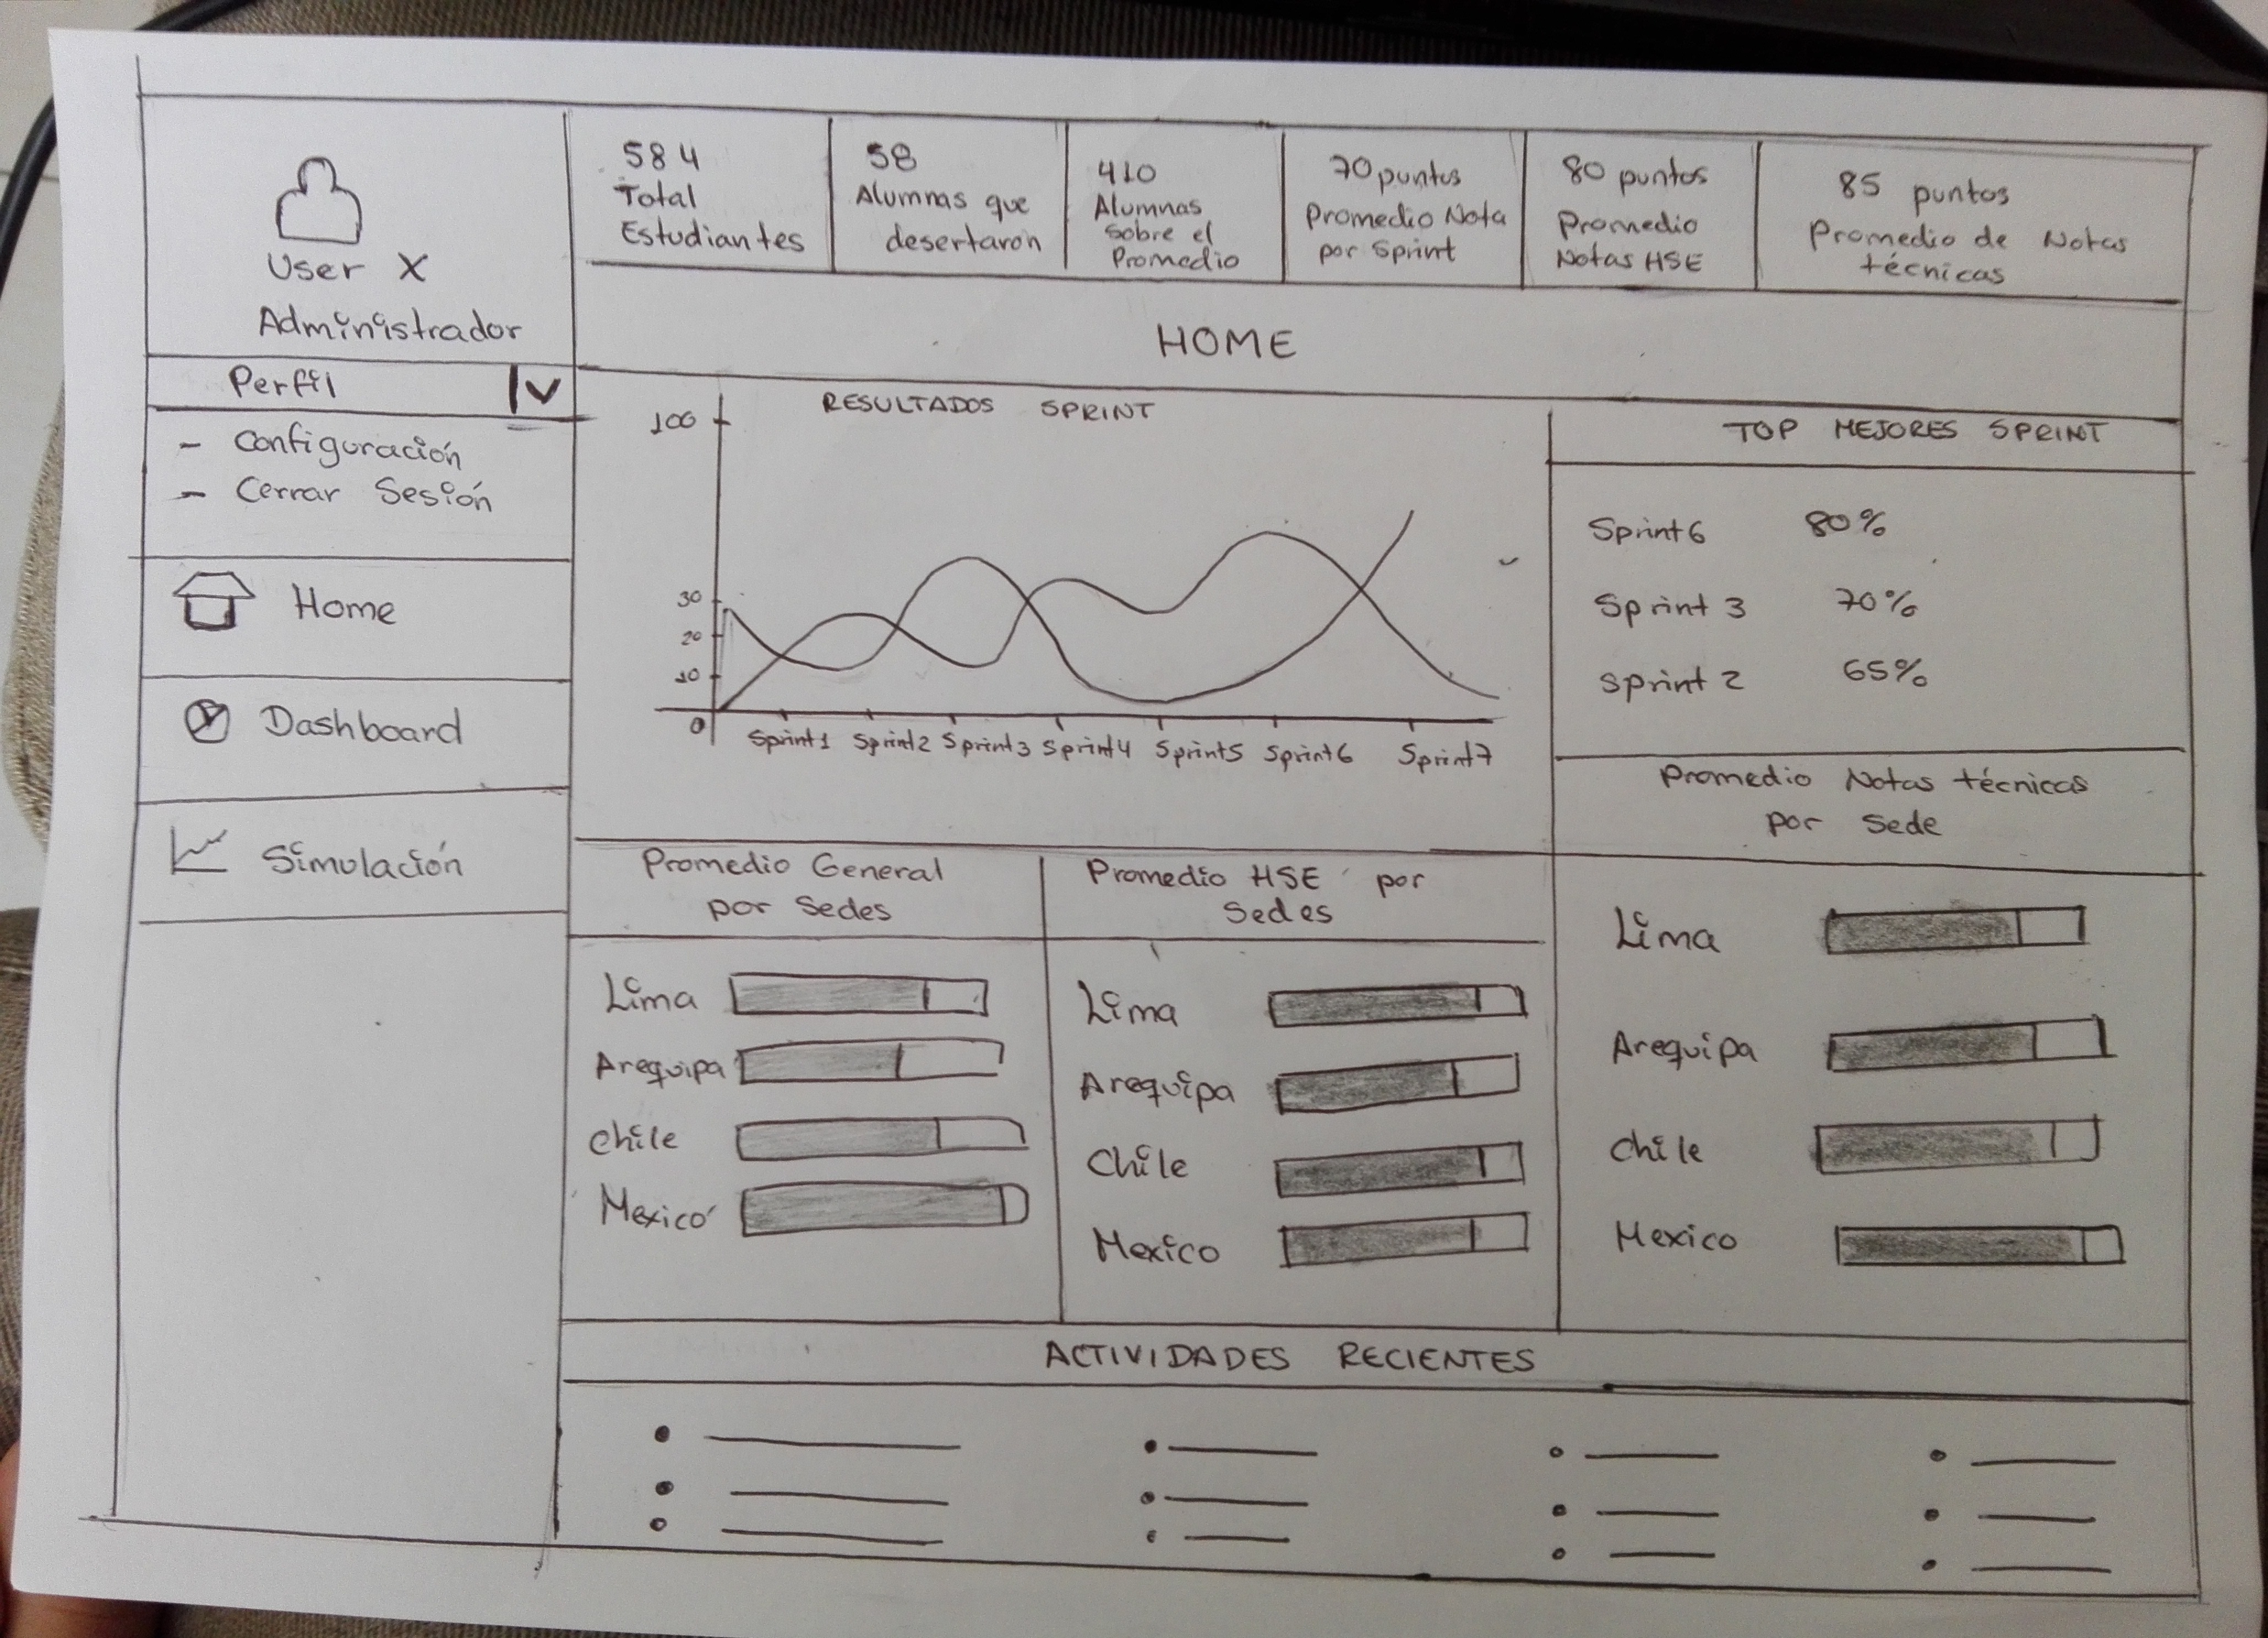 User X
Administrador
Perfil
- Configuración
- Cerrar Sesión
Home
Dashboard
Simulación
584
Total
Estudiantes
58
Alumnas que
desertaron
410
Alumnas
sobre el
Promedio
70 puntos
Promedio Nota
por Sprint
80 puntos
Promedio
Notas HSE
85 puntos
Promedio de Notas
técnicas
HOME
RESULTADOS SPRINT
100
30
20
10
0
Sprint1 Sprint2 Sprint3 Sprint4 Sprint5 Sprint6 Sprint7
TOP MEJORES SPRINT
Sprint6 80%
Sprint 3 70%
Sprint 2 65%
Promedio General
por Sedes
Lima
Arequipa
Chile
Mexico
Promedio HSE por
Sedes
Lima
Arequipa
Chile
Mexico
Promedio Notas técnicas
por Sede
Lima
Arequipa
Chile
Mexico
ACTIVIDADES RECIENTES